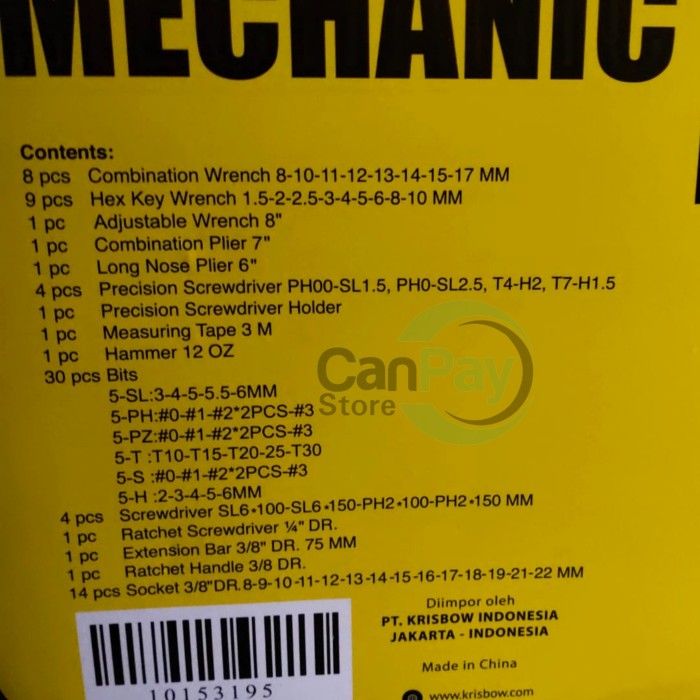 MECHANIC
Contents:
8 pcs Combination Wrench 8-10-11-12-13-14-15-17 MM
9 pcs Hex Key Wrench 1.5-2-2.5-3-4-5-6-8-10 MM
1 pc Adjustable Wrench 8"
1 pc Combination Plier 7"
1 pc Long Nose Plier 6"
4 pcs Precision Screwdriver PH00-SL1.5, PH0-SL2.5, T4-H2, T7-H1.5
1 pc Precision Screwdriver Holder
1 pc Measuring Tape 3 M
1 pc Hammer 12 OZ
30 pcs Bits
5-SL:3-4-5-5.5-6MM
5-PH:#0-#1-#2*2PCS-#3
5-PZ:#0-#1-#2*2PCS-#3
5-T :T10-T15-T20-25-T30
5-S :#0-#1-#2*2PCS-#3
5-H :2-3-4-5-6MM
4 pcs Screwdriver SL6*100-SL6*150-PH2*100-PH2*150 MM
1 pc Ratchet Screwdriver ¼" DR.
1 pc Extension Bar 3/8" DR. 75 MM
1 pc Ratchet Handle 3/8 DR.
14 pcs Socket 3/8"DR.8-9-10-11-12-13-14-15-16-17-18-19-21-22 MM
CanPay
Store
Diimpor oleh
PT. KRISBOW INDONESIA
JAKARTA - INDONESIA
Made in China
www.krisbow.com
10153195